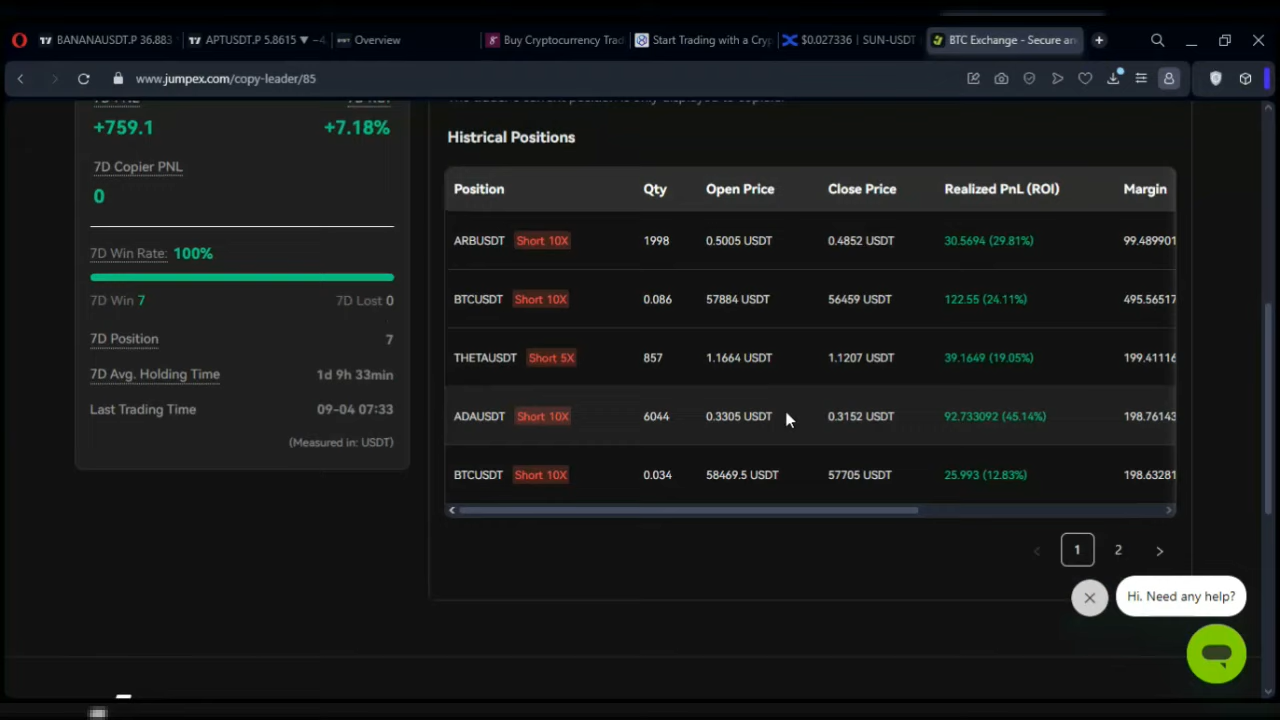 BANANAUSDT.P 36.883
APTUSDT.P 5.8615 ▼ −4
Overview
Buy Cryptocurrency Trad
Start Trading with a Cryp
$0.027336 | SUN-USDT
BTC Exchange - Secure an
www.jumpex.com/copy-leader/85
+759.1 +7.18%
7D Copier PNL
0
7D Win Rate: 100%
7D Win 7 7D Lost 0
7D Position 7
7D Avg. Holding Time 1d 9h 33min
Last Trading Time 09-04 07:33
(Measured in: USDT)
Histrical Positions
Position Qty Open Price Close Price Realized PnL (ROI) Margin
ARBUSDT Short 10X 1998 0.5005 USDT 0.4852 USDT 30.5694 (29.81%) 99.489901
BTCUSDT Short 10X 0.086 57884 USDT 56459 USDT 122.55 (24.11%) 495.56517
THETAUSDT Short 5X 857 1.1664 USDT 1.1207 USDT 39.1649 (19.05%) 199.41116
ADAUSDT Short 10X 6044 0.3305 USDT 0.3152 USDT 92.733092 (45.14%) 198.76143
BTCUSDT Short 10X 0.034 58469.5 USDT 57705 USDT 25.993 (12.83%) 198.63281
1 2
Hi. Need any help?